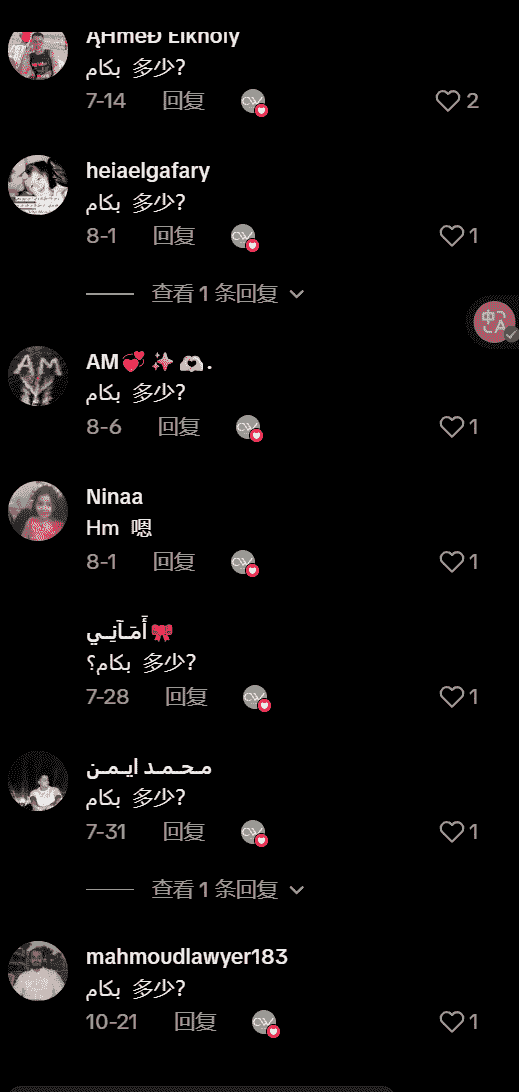 ĄHmeĐ Elkholy
بكام 多少?
7-14 回复 2
heiaelgafary
بكام 多少?
8-1 回复 1
查看 1 条回复
AM💞✨🫶🏻.
بكام 多少?
8-6 回复 1
Ninaa
Hm 嗯
8-1 回复 1
أَمَـآنِـي🎀
بكام؟ 多少?
7-28 回复 1
مـحـمـد ايـمـن
بكام 多少?
7-31 回复 1
查看 1 条回复
mahmoudlawyer183
بكام 多少?
10-21 回复 1